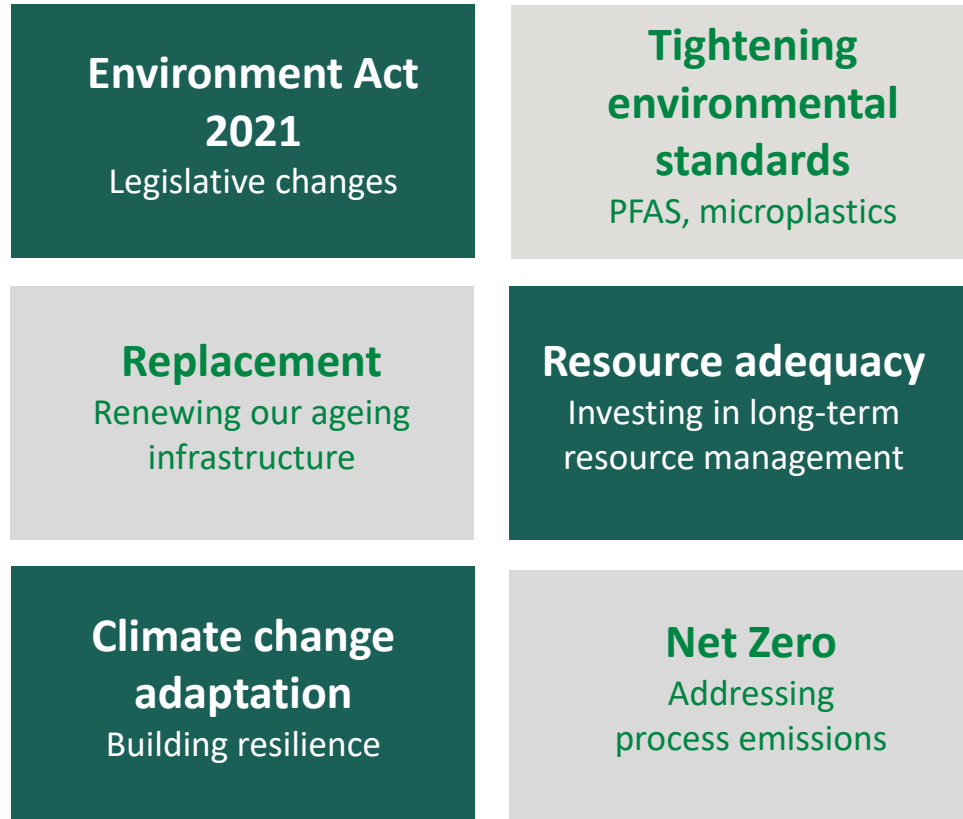 Environment Act
2021
Legislative changes
Tightening
environmental
standards
PFAS, microplastics
Replacement
Renewing our ageing
infrastructure
Resource adequacy
Investing in long-term
resource management
Climate change
adaptation
Building resilience
Net Zero
Addressing
process emissions